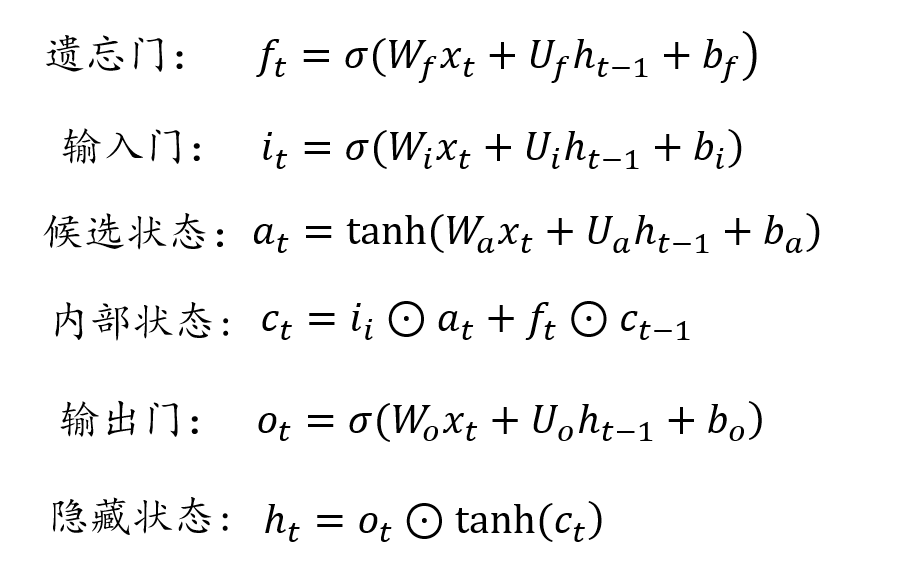 遗忘门： f_t = σ(W_f x_t + U_f h_{t−1} + b_f)
输入门： i_t = σ(W_i x_t + U_i h_{t−1} + b_i)
候选状态：a_t = tanh(W_a x_t + U_a h_{t−1} + b_a)
内部状态：c_t = i_i ⊙ a_t + f_t ⊙ c_{t−1}
输出门： o_t = σ(W_o x_t + U_o h_{t−1} + b_o)
隐藏状态：h_t = o_t ⊙ tanh(c_t)